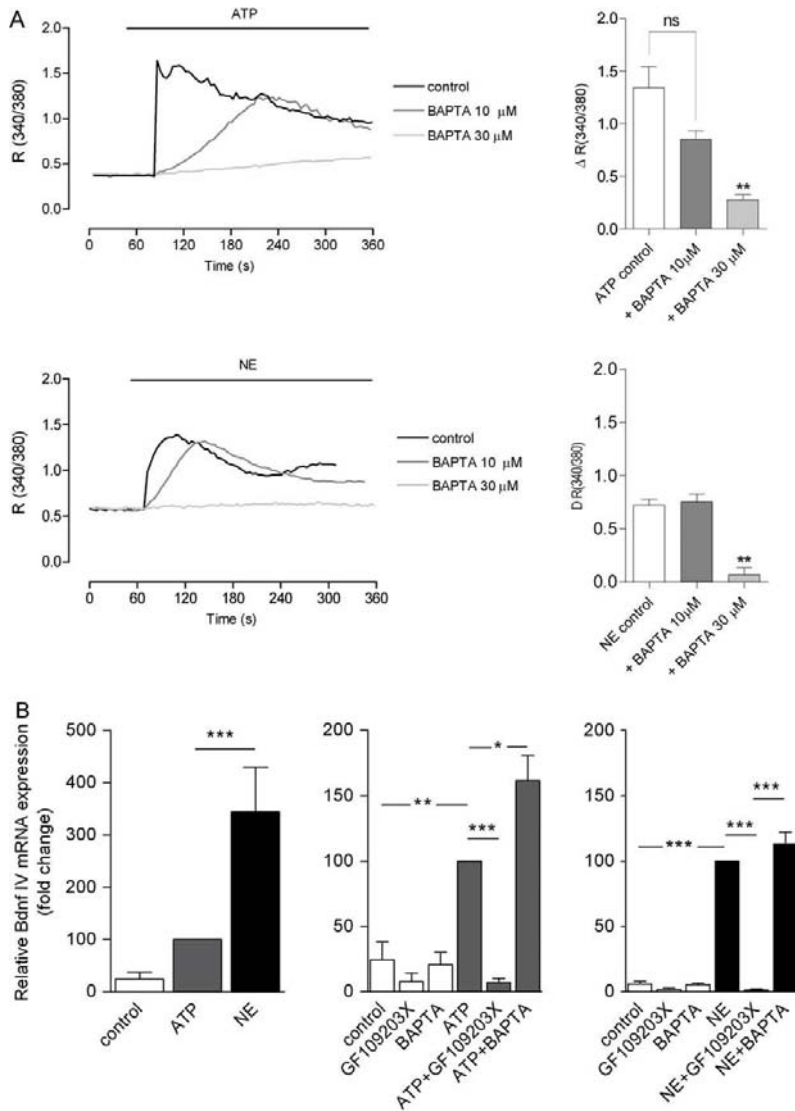 A
ATP
2.0
1.5
1.0
0.5
0.0
R (340/380)
0 60 120 180 240 300 360
Time (s)
control
BAPTA 10 μM
BAPTA 30 μM
ns
2.0
1.5
1.0
0.5
0.0
Δ R(340/380)
**
ATP control
+ BAPTA 10μM
+ BAPTA 30 μM
NE
2.0
1.5
1.0
0.5
0.0
R (340/380)
0 60 120 180 240 300 360
Time (s)
control
BAPTA 10 μM
BAPTA 30 μM
2.0
1.5
1.0
0.5
0.0
D R(340/380)
**
NE control
+ BAPTA 10μM
+ BAPTA 30 μM
B
Relative Bdnf IV mRNA expression
(fold change)
500
400
300
200
100
0
***
control
ATP
NE
200
150
100
50
0
*
**
***
control
GF109203X
BAPTA
ATP
ATP+GF109203X
ATP+BAPTA
200
150
100
50
0
***
***
***
control
GF109203X
BAPTA
NE
NE+GF109203X
NE+BAPTA